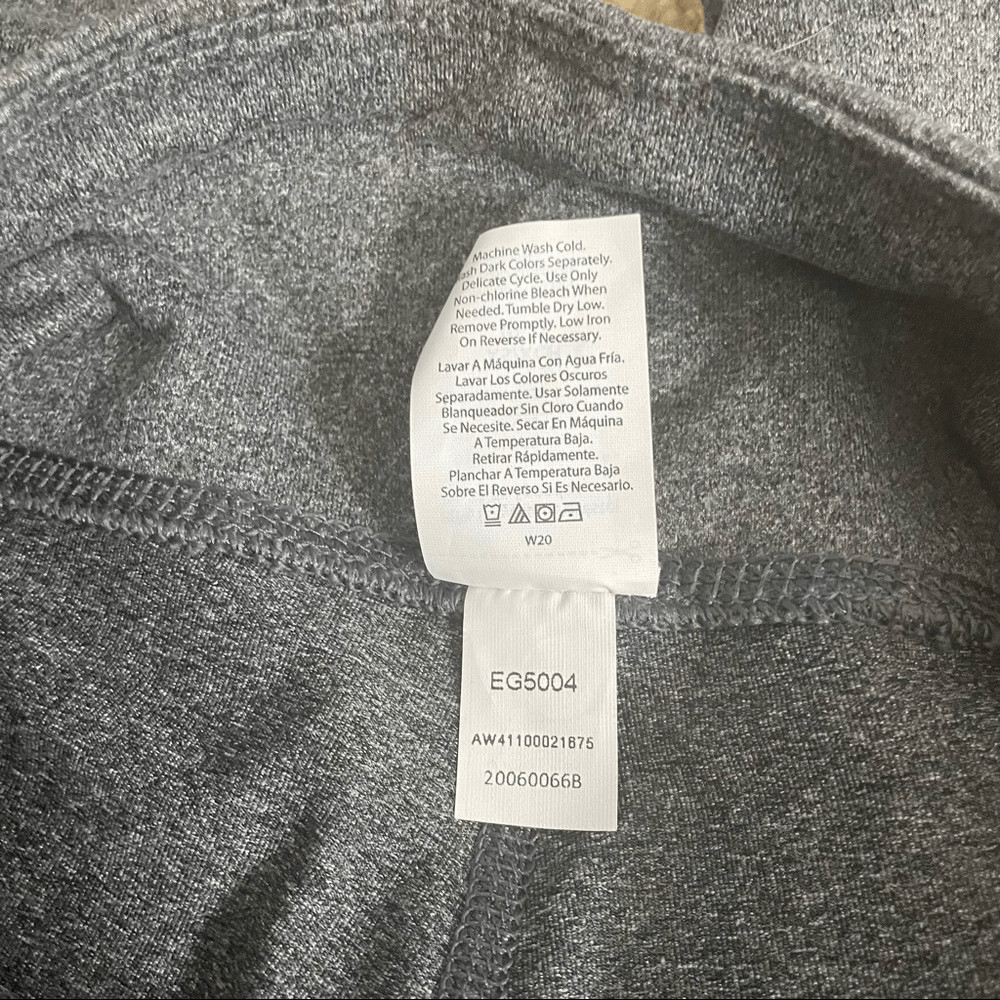 Machine Wash Cold.
Dark Colors Separately.
Delicate Cycle. Use Only
Non-chlorine Bleach When
Needed. Tumble Dry Low.
Remove Promptly. Low Iron
On Reverse If Necessary.
Lavar A Máquina Con Agua Fría.
Lavar Los Colores Oscuros
Separadamente. Usar Solamente
Blanqueador Sin Cloro Cuando
Se Necesite. Secar En Máquina
A Temperatura Baja.
Retirar Rápidamente.
Planchar A Temperatura Baja
Sobre El Reverso Si Es Necesario.
W20
EG5004
AW41100021675
20060066B